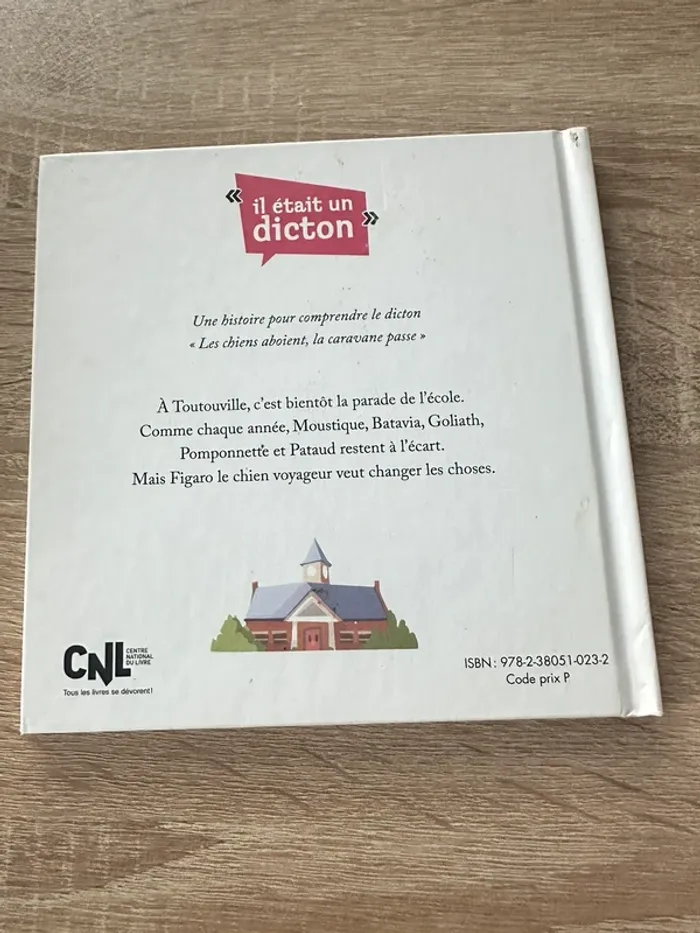 « il était un
dicton »
Une histoire pour comprendre le dicton
« Les chiens aboient, la caravane passe »
À Toutouville, c'est bientôt la parade de l'école.
Comme chaque année, Moustique, Batavia, Goliath,
Pomponnette et Pataud restent à l'écart.
Mais Figaro le chien voyageur veut changer les choses.
CNL
CENTRE
NATIONAL
DU LIVRE
Tous les livres se dévorent !
ISBN : 978-2-38051-023-2
Code prix P